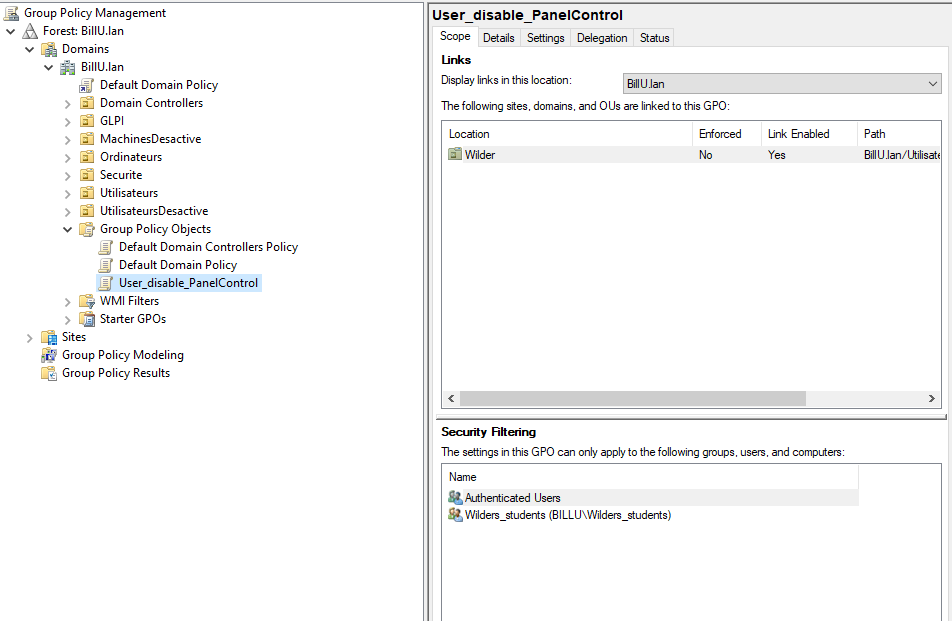 Group Policy Management
Forest: BillU.lan
Domains
BillU.lan
Default Domain Policy
Domain Controllers
GLPI
MachinesDesactive
Ordinateurs
Securite
Utilisateurs
UtilisateursDesactive
Group Policy Objects
Default Domain Controllers Policy
Default Domain Policy
User_disable_PanelControl
WMI Filters
Starter GPOs
Sites
Group Policy Modeling
Group Policy Results
User_disable_PanelControl
Scope Details Settings Delegation Status
Links
Display links in this location: BillU.lan
The following sites, domains, and OUs are linked to this GPO:
Location Enforced Link Enabled Path
Wilder No Yes BillU.lan/Utilisate
Security Filtering
The settings in this GPO can only apply to the following groups, users, and computers:
Name
Authenticated Users
Wilders_students (BILLU\Wilders_students)